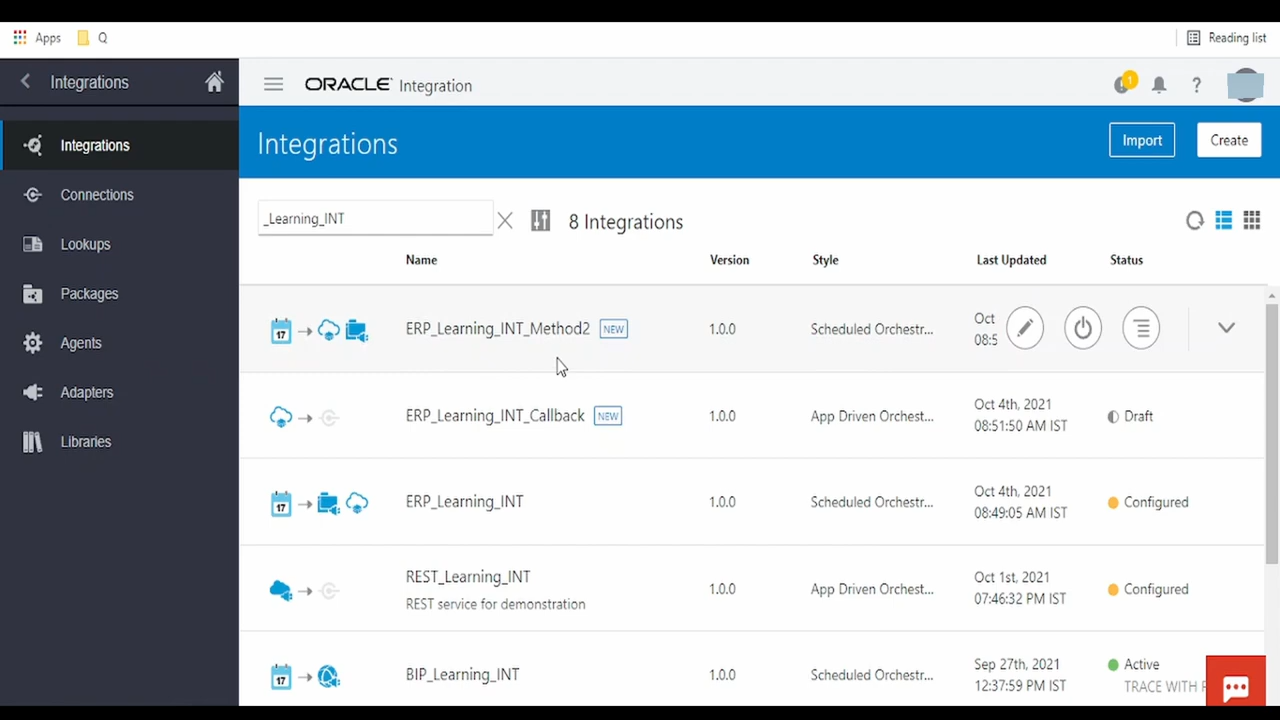 Apps Q Reading list
Integrations
ORACLE Integration 1 ?
Integrations
Connections
Lookups
Packages
Agents
Adapters
Libraries
Integrations Import Create
_Learning_INT 8 Integrations
Name Version Style Last Updated Status
17 ERP_Learning_INT_Method2 NEW 1.0.0 Scheduled Orchestr... Oct
08:5
ERP_Learning_INT_Callback NEW 1.0.0 App Driven Orchest... Oct 4th, 2021 Draft
08:51:50 AM IST
17 ERP_Learning_INT 1.0.0 Scheduled Orchestr... Oct 4th, 2021 Configured
08:49:05 AM IST
REST_Learning_INT 1.0.0 App Driven Orchest... Oct 1st, 2021 Configured
REST service for demonstration 07:46:32 PM IST
17 BIP_Learning_INT 1.0.0 Scheduled Orchestr... Sep 27th, 2021 Active
12:37:59 PM IST TRACE WITH